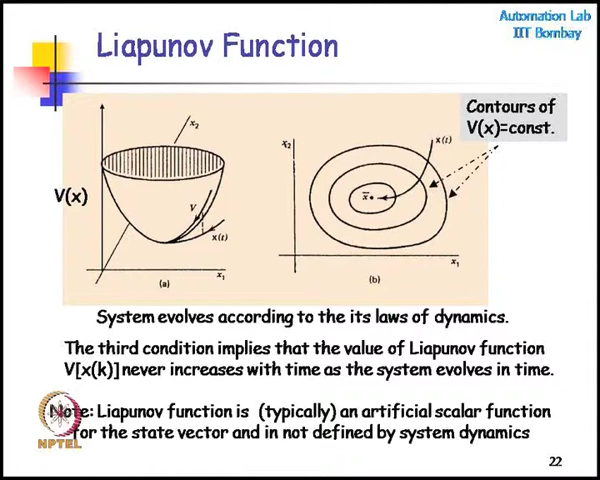 Automation Lab
IIT Bombay
Liapunov Function
Contours of
V(x)=const.
x₂
x₂
x(t)
V(x)
V
x̄
x(t)
x₁
x₁
(a)
(b)
System evolves according to the its laws of dynamics.
The third condition implies that the value of Liapunov function
V[x(k)] never increases with time as the system evolves in time.
Note: Liapunov function is (typically) an artificial scalar function
for the state vector and in not defined by system dynamics
NPTEL
22